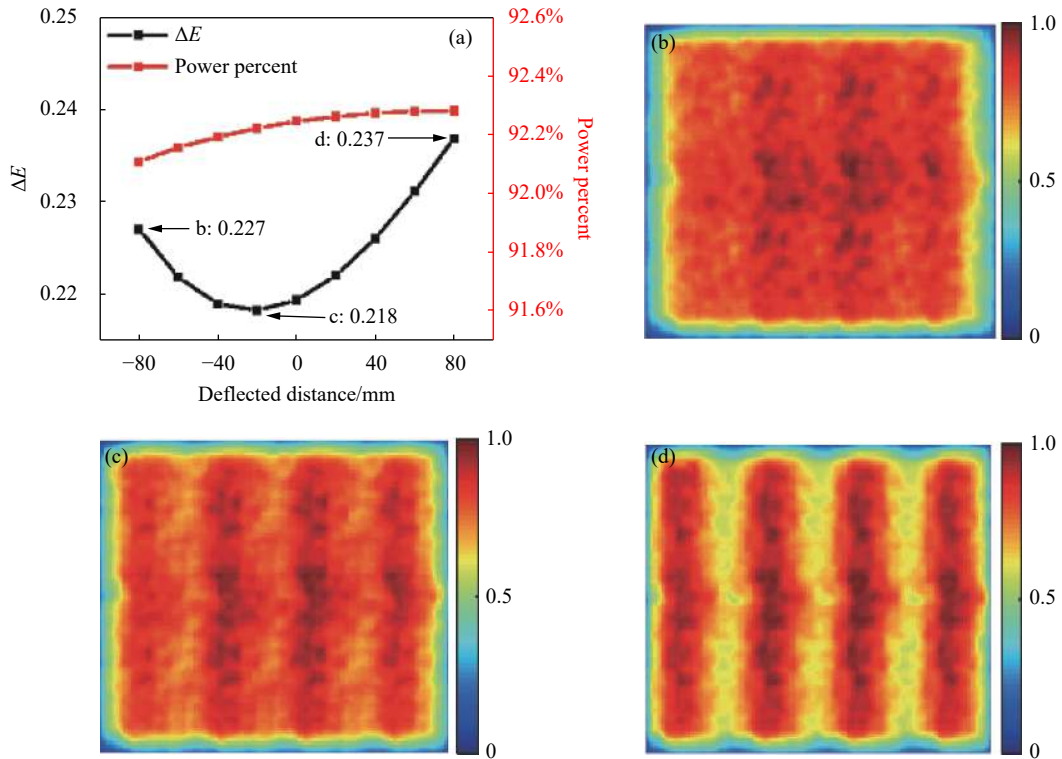 0.25
92.6%
ΔE
(a)
Power percent
92.4%
0.24
92.2%
d: 0.237
ΔE
92.0%
Power percent
0.23
b: 0.227
91.8%
0.22
c: 0.218
91.6%
−80 −40 0 40 80
Deflected distance/mm
(b)
1.0
0.5
0
(c)
1.0
0.5
0
(d)
1.0
0.5
0